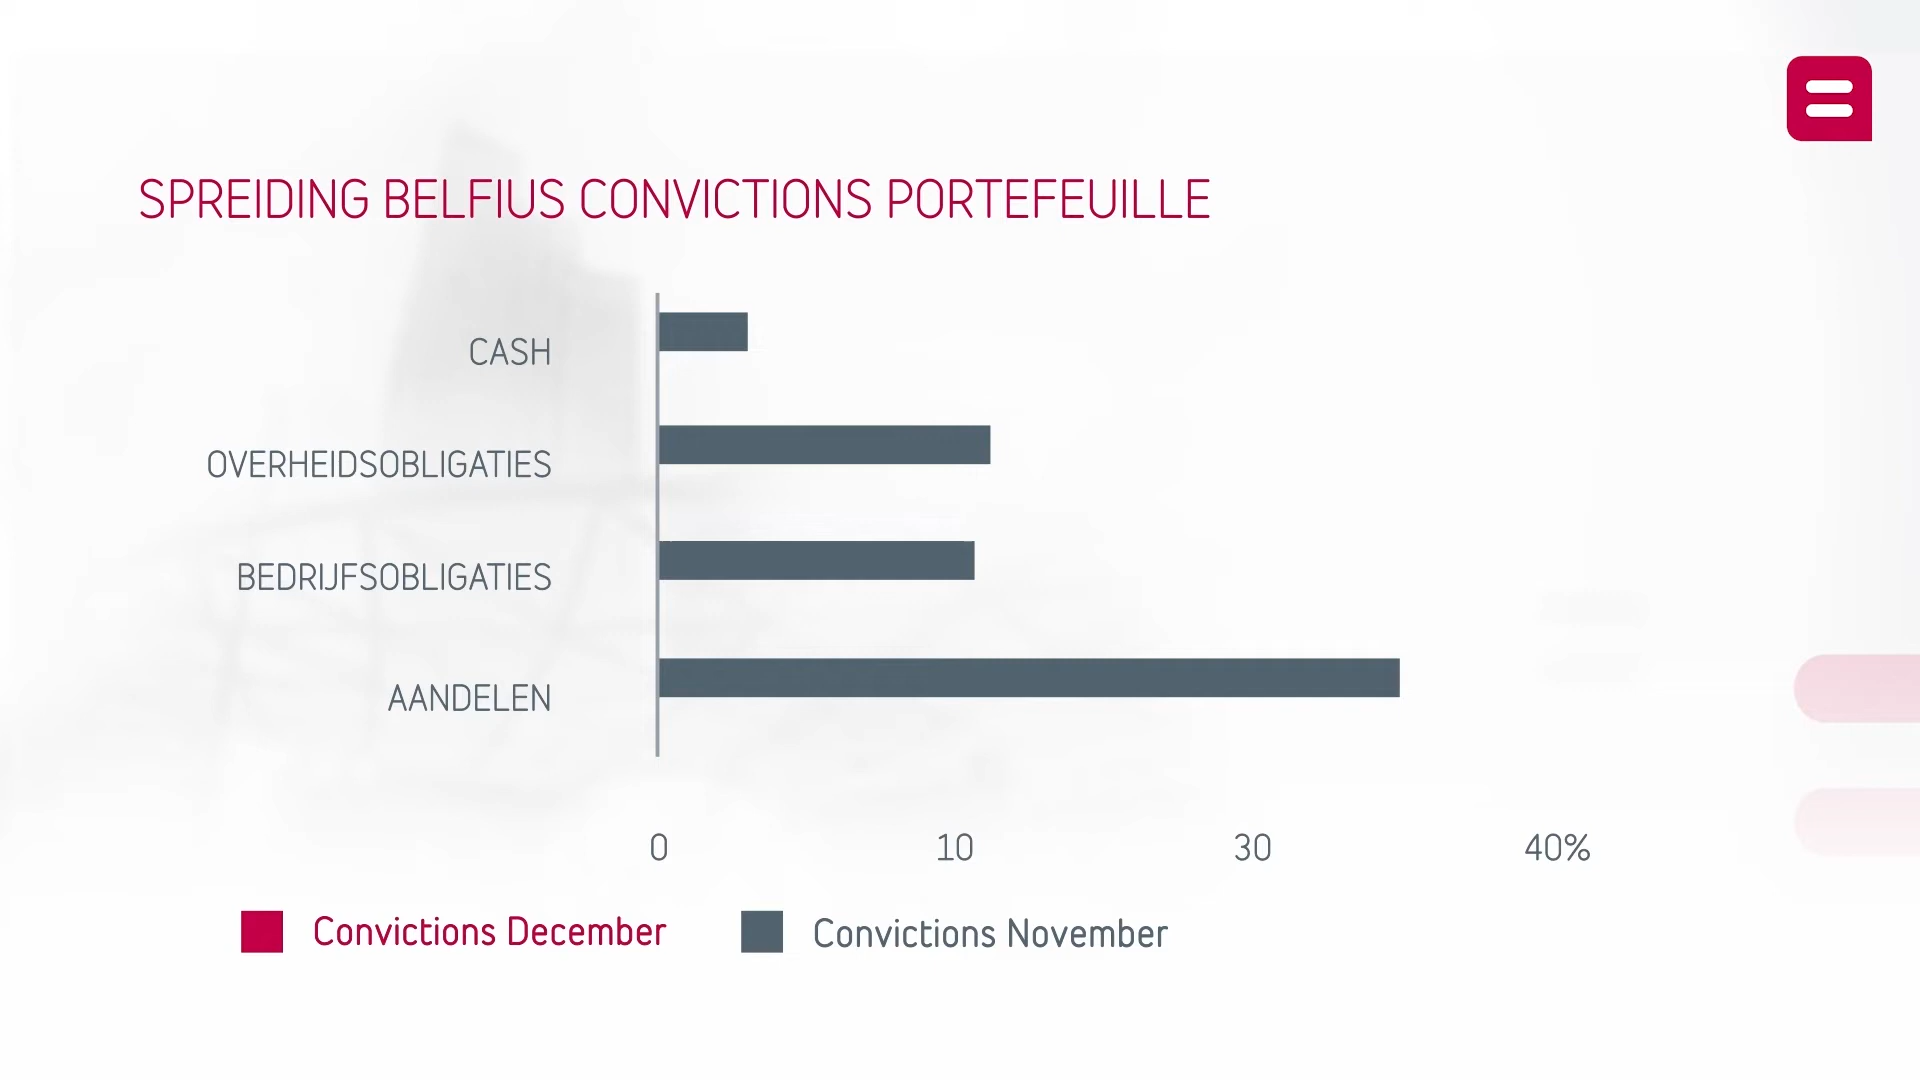 SPREIDING BELFIUS CONVICTIONS PORTEFEUILLE
CASH
OVERHEIDSOBLIGATIES
BEDRIJFSOBLIGATIES
AANDELEN
0 10 30 40%
Convictions December Convictions November